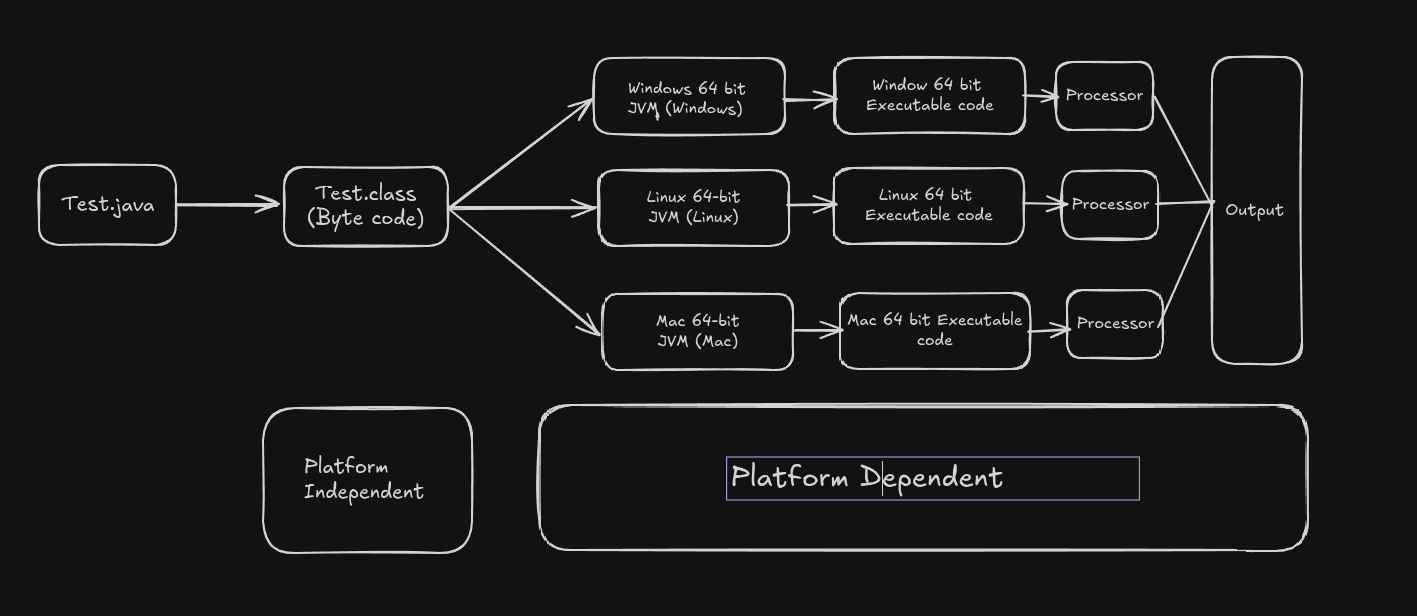 Test.java
Test.class
(Byte code)
Windows 64 bit
JVM (Windows)
Window 64 bit
Executable code
Processor
Linux 64-bit
JVM (Linux)
Linux 64 bit
Executable code
Processor
Mac 64-bit
JVM (Mac)
Mac 64 bit Executable
code
Processor
Output
Platform
Independent
Platform Dependent